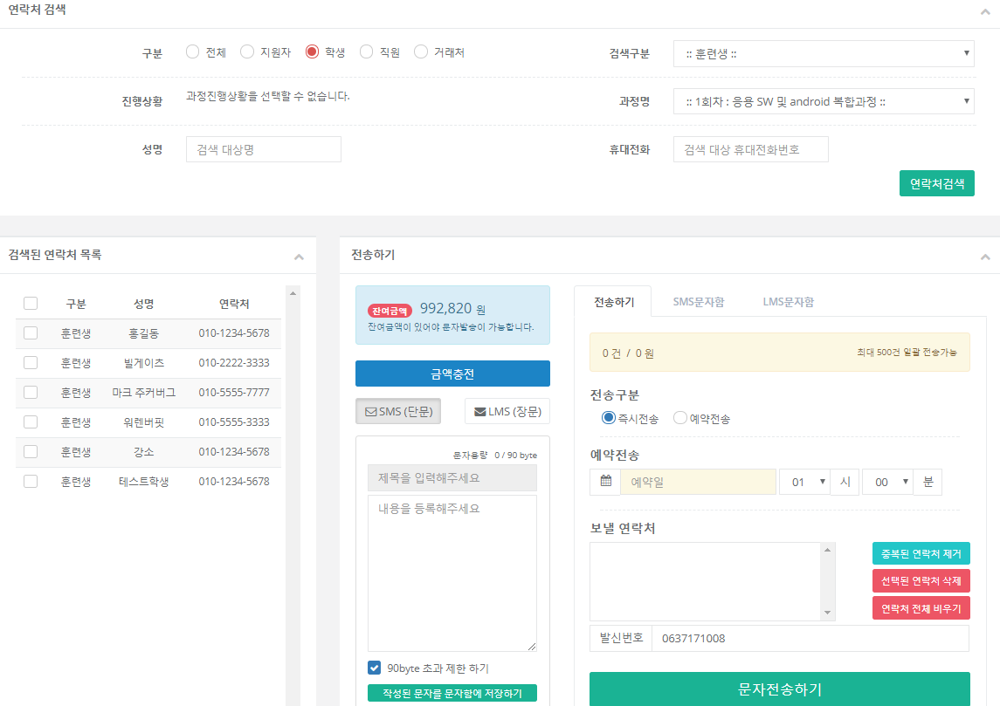 연락처 검색
구분 전체 지원자 학생 직원 거래처 검색구분 :: 훈련생 ::
진행상황 과정진행상황을 선택할 수 없습니다. 과정명 :: 1회차 : 응용 SW 및 android 복합과정 ::
성명 검색 대상명 휴대전화 검색 대상 휴대전화번호
연락처검색
검색된 연락처 목록
구분 성명 연락처
훈련생 홍길동 010-1234-5678
훈련생 빌게이츠 010-2222-3333
훈련생 마크 주커버그 010-5555-7777
훈련생 워렌버핏 010-5555-3333
훈련생 강소 010-1234-5678
훈련생 테스트학생 010-1234-5678
전송하기
잔여금액 992,820 원
잔여금액이 있어야 문자발송이 가능합니다.
금액충전
SMS (단문) LMS (장문)
문자용량 0 / 90 byte
제목을 입력해주세요
내용을 등록해주세요
90byte 초과 제한 하기
작성된 문자를 문자함에 저장하기
전송하기 SMS문자함 LMS문자함
0 건 / 0 원 최대 500건 일괄 전송가능
전송구분
즉시전송 예약전송
예약전송
예약일 01 시 00 분
보낼 연락처
중복된 연락처 제거
선택된 연락처 삭제
연락처 전체 비우기
발신번호 0637171008
문자전송하기